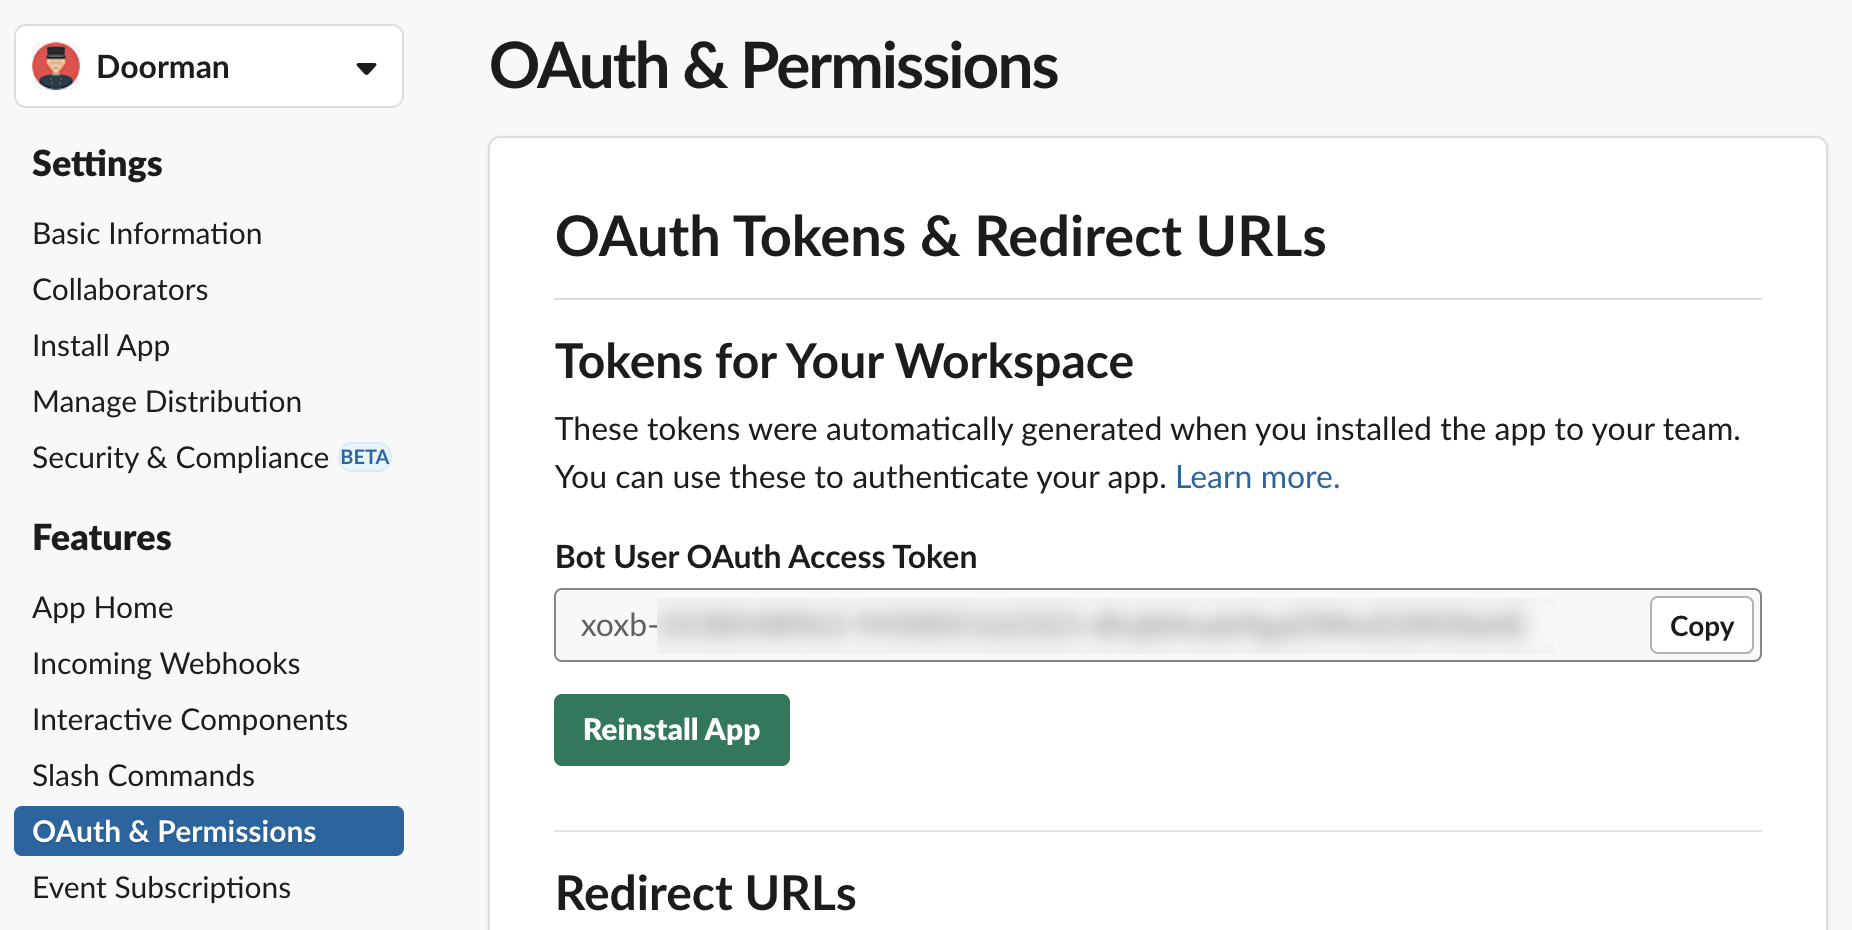 Doorman
Settings
Basic Information
Collaborators
Install App
Manage Distribution
Security & Compliance BETA
Features
App Home
Incoming Webhooks
Interactive Components
Slash Commands
OAuth & Permissions
Event Subscriptions
OAuth & Permissions
OAuth Tokens & Redirect URLs
Tokens for Your Workspace
These tokens were automatically generated when you installed the app to your team.
You can use these to authenticate your app. Learn more.
Bot User OAuth Access Token
xoxb-
Copy
Reinstall App
Redirect URLs